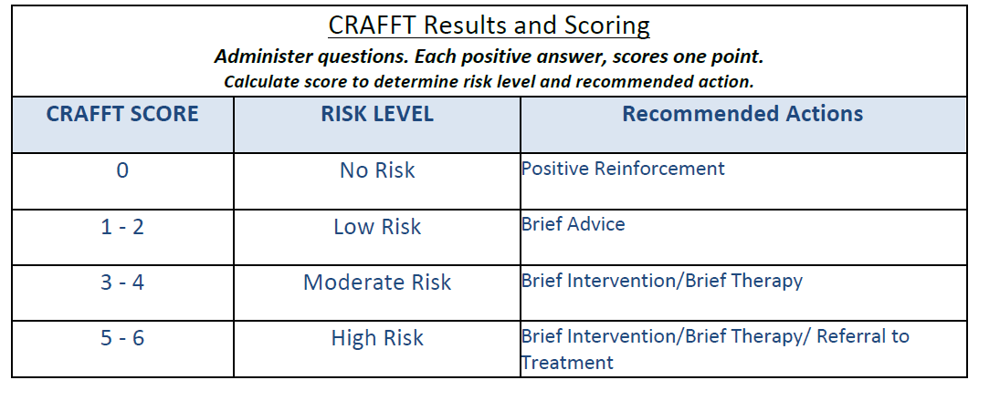 CRAFFT Results and Scoring
Administer questions. Each positive answer, scores one point.
Calculate score to determine risk level and recommended action.
CRAFFT SCORE RISK LEVEL Recommended Actions
0 No Risk Positive Reinforcement
1 - 2 Low Risk Brief Advice
3 - 4 Moderate Risk Brief Intervention/Brief Therapy
5 - 6 High Risk Brief Intervention/Brief Therapy/ Referral to
Treatment